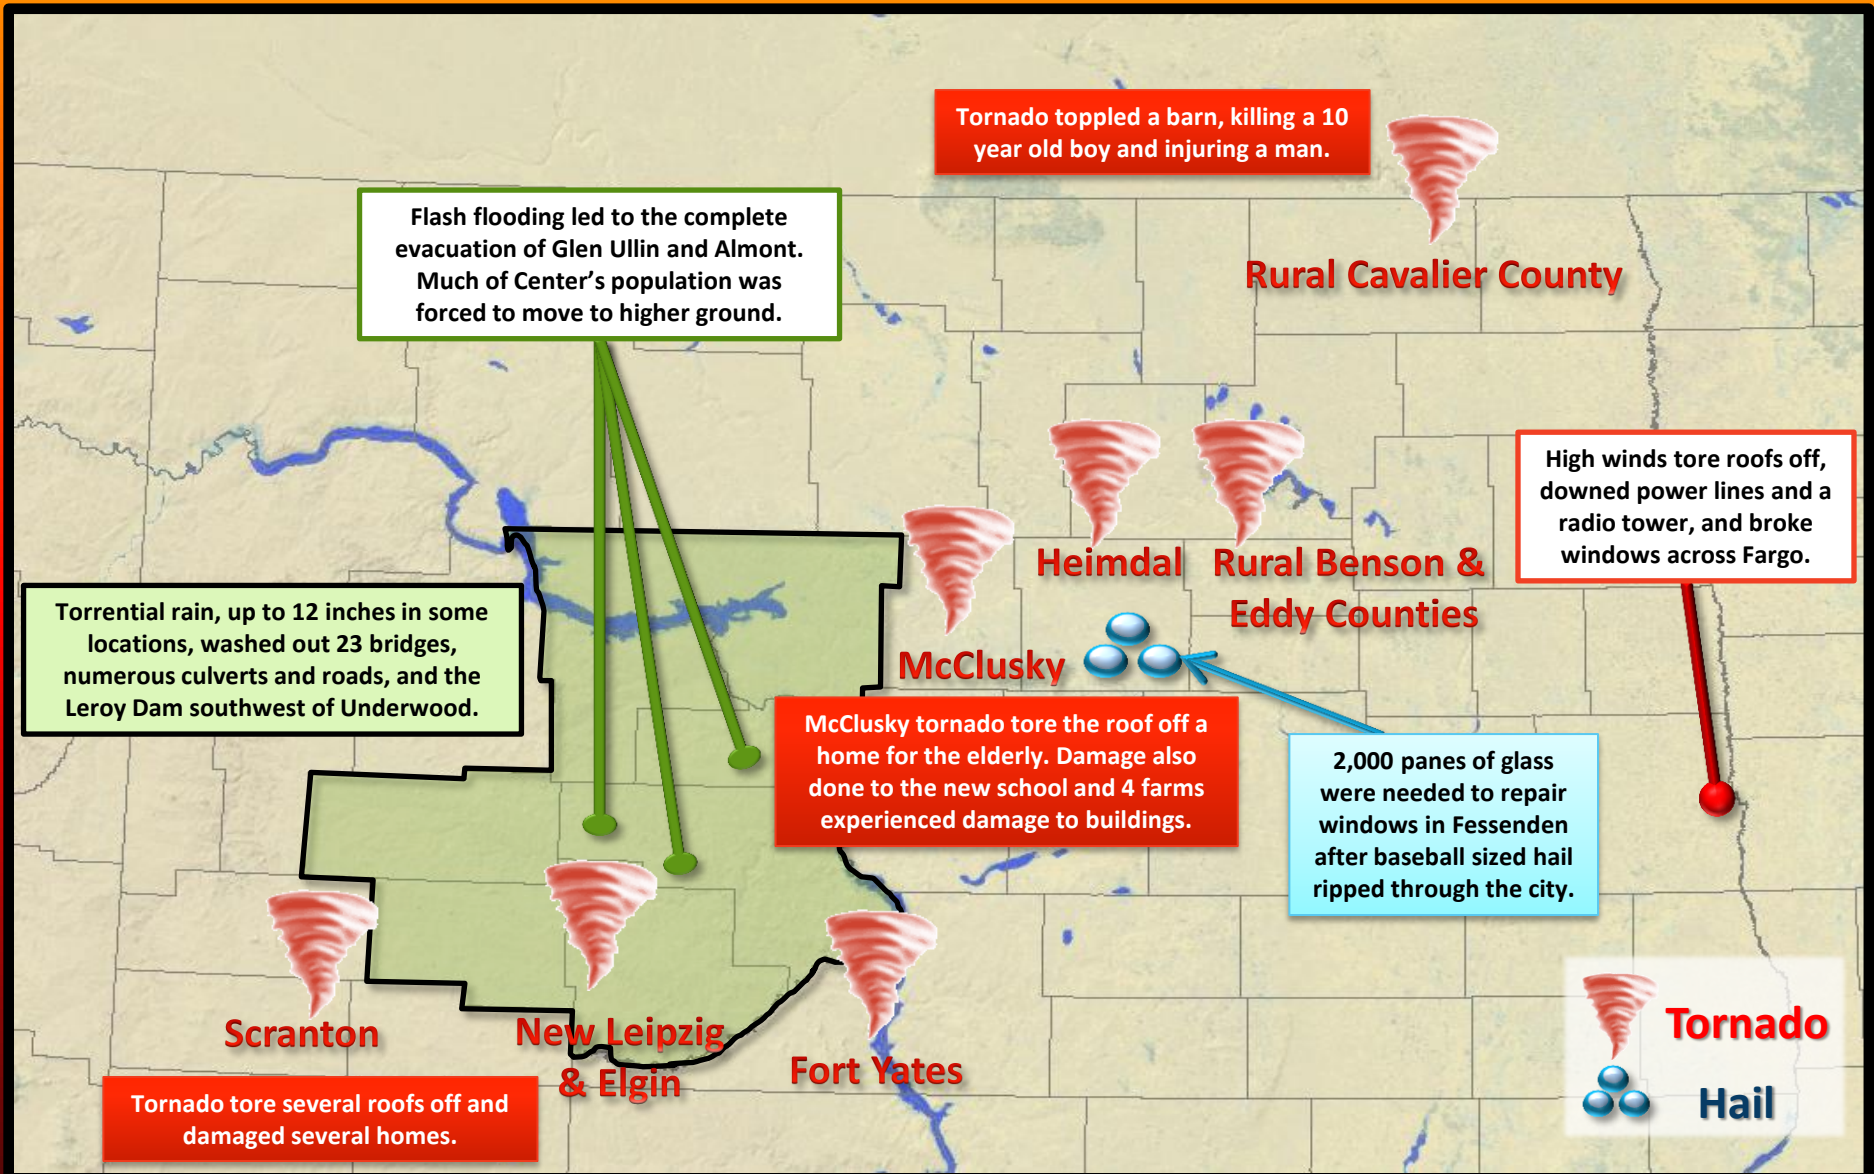 Tornado toppled a barn, killing a 10
year old boy and injuring a man.
Rural Cavalier County
Flash flooding led to the complete
evacuation of Glen Ullin and Almont.
Much of Center’s population was
forced to move to higher ground.
High winds tore roofs off,
downed power lines and a
radio tower, and broke
windows across Fargo.
Heimdal
Rural Benson &
Eddy Counties
Torrential rain, up to 12 inches in some
locations, washed out 23 bridges,
numerous culverts and roads, and the
Leroy Dam southwest of Underwood.
McClusky
McClusky tornado tore the roof off a
home for the elderly. Damage also
done to the new school and 4 farms
experienced damage to buildings.
2,000 panes of glass
were needed to repair
windows in Fessenden
after baseball sized hail
ripped through the city.
Scranton
New Leipzig
& Elgin
Fort Yates
Tornado tore several roofs off and
damaged several homes.
Tornado
Hail